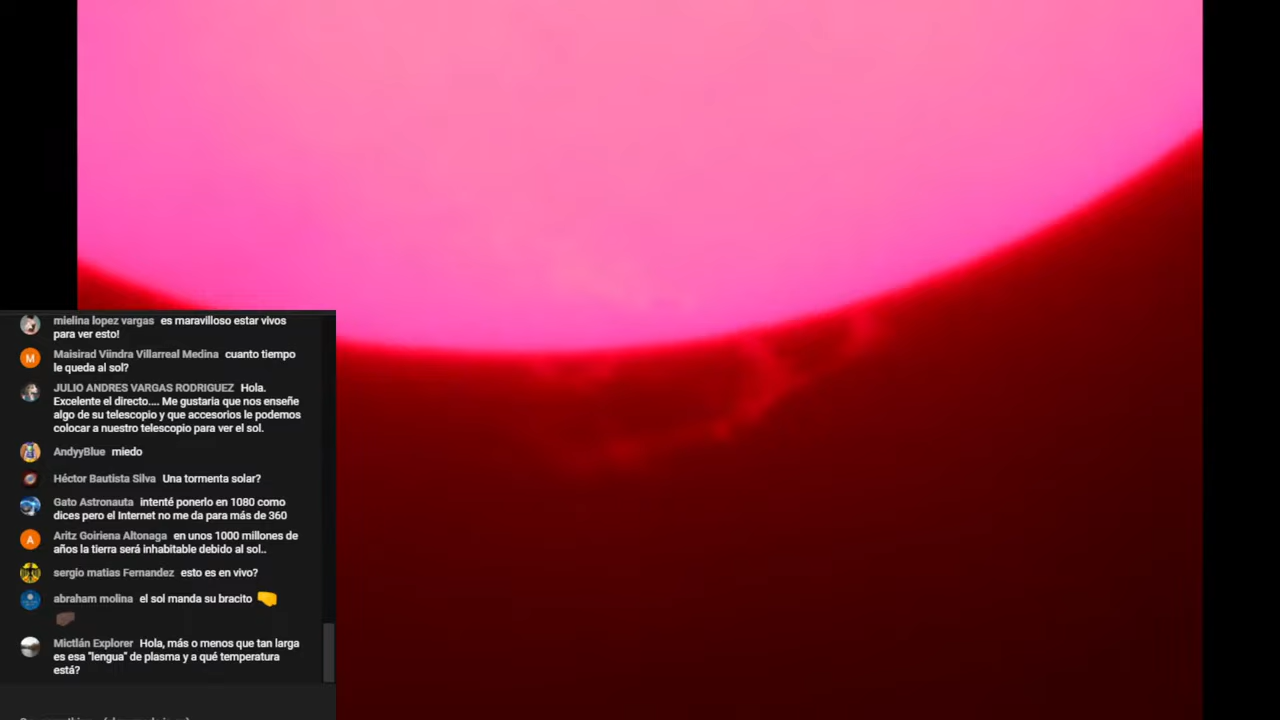 mielina lopez vargas es maravilloso estar vivos
para ver esto!
Maisirad Viindra Villarreal Medina cuanto tiempo
le queda al sol?
JULIO ANDRES VARGAS RODRIGUEZ Hola.
Excelente el directo.... Me gustaria que nos enseñe
algo de su telescopio y que accesorios le podemos
colocar a nuestro telescopio para ver el sol.
AndyyBlue miedo
Héctor Bautista Silva Una tormenta solar?
Gato Astronauta intenté ponerlo en 1080 como
dices pero el Internet no me da para más de 360
Aritz Goiriena Altonaga en unos 1000 millones de
años la tierra será inhabitable debido al sol..
sergio matias Fernandez esto es en vivo?
abraham molina el sol manda su bracito
Mictlán Explorer Hola, más o menos que tan larga
es esa "lengua" de plasma y a qué temperatura
está?
M
A